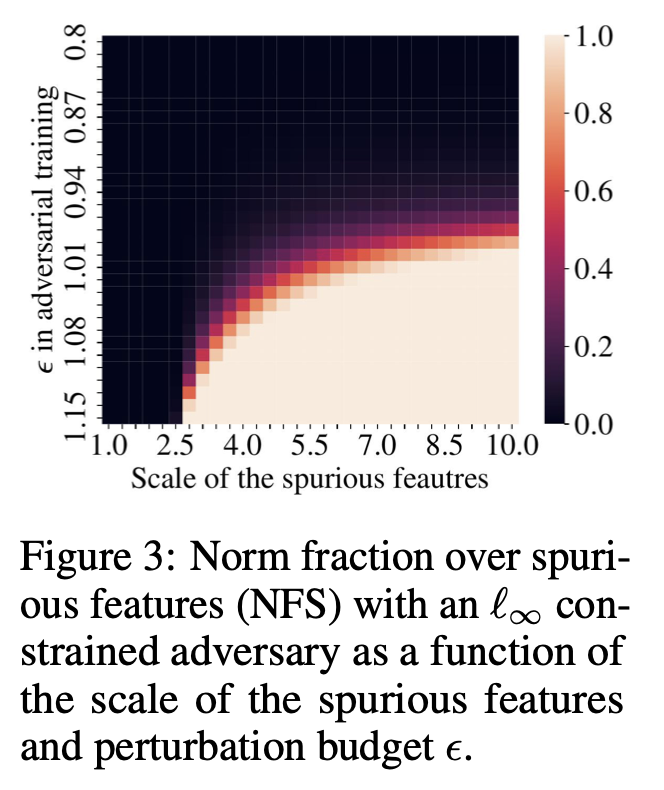 0.8
0.87
0.94
1.01
1.08
1.15
ϵ in adversarial training
1.0 2.5 4.0 5.5 7.0 8.5 10.0
Scale of the spurious feautres
1.0
0.8
0.6
0.4
0.2
0.0
Figure 3: Norm fraction over spuri-
ous features (NFS) with an ℓ∞ con-
strained adversary as a function of
the scale of the spurious features
and perturbation budget ϵ.